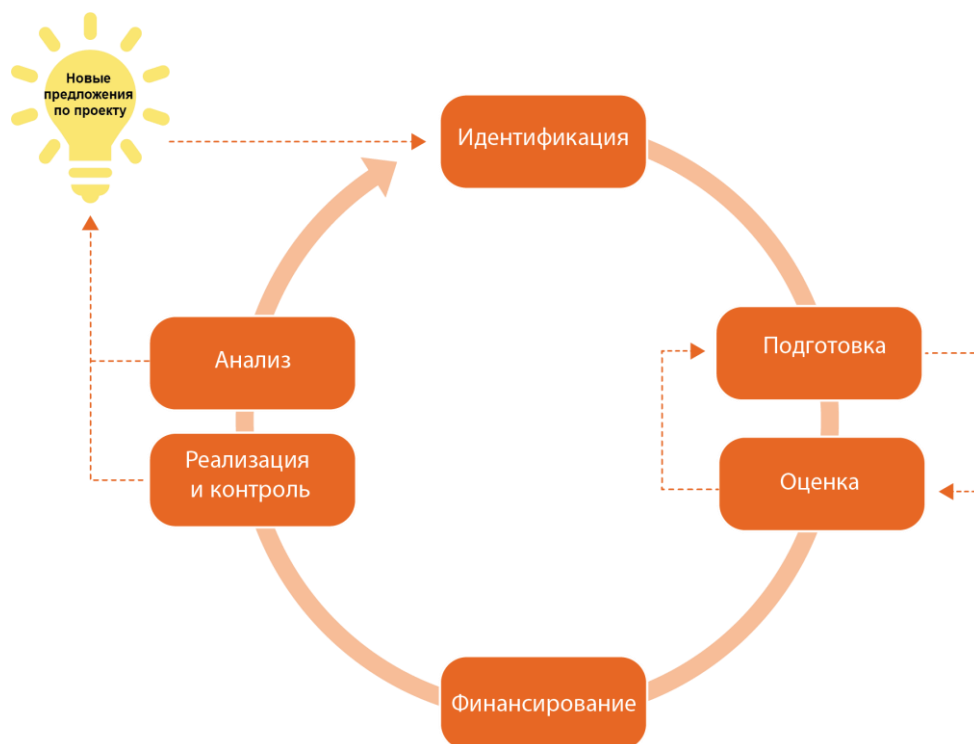 Новые
предложения
по проекту
Идентификация
Подготовка
Оценка
Финансирование
Реализация
и контроль
Анализ